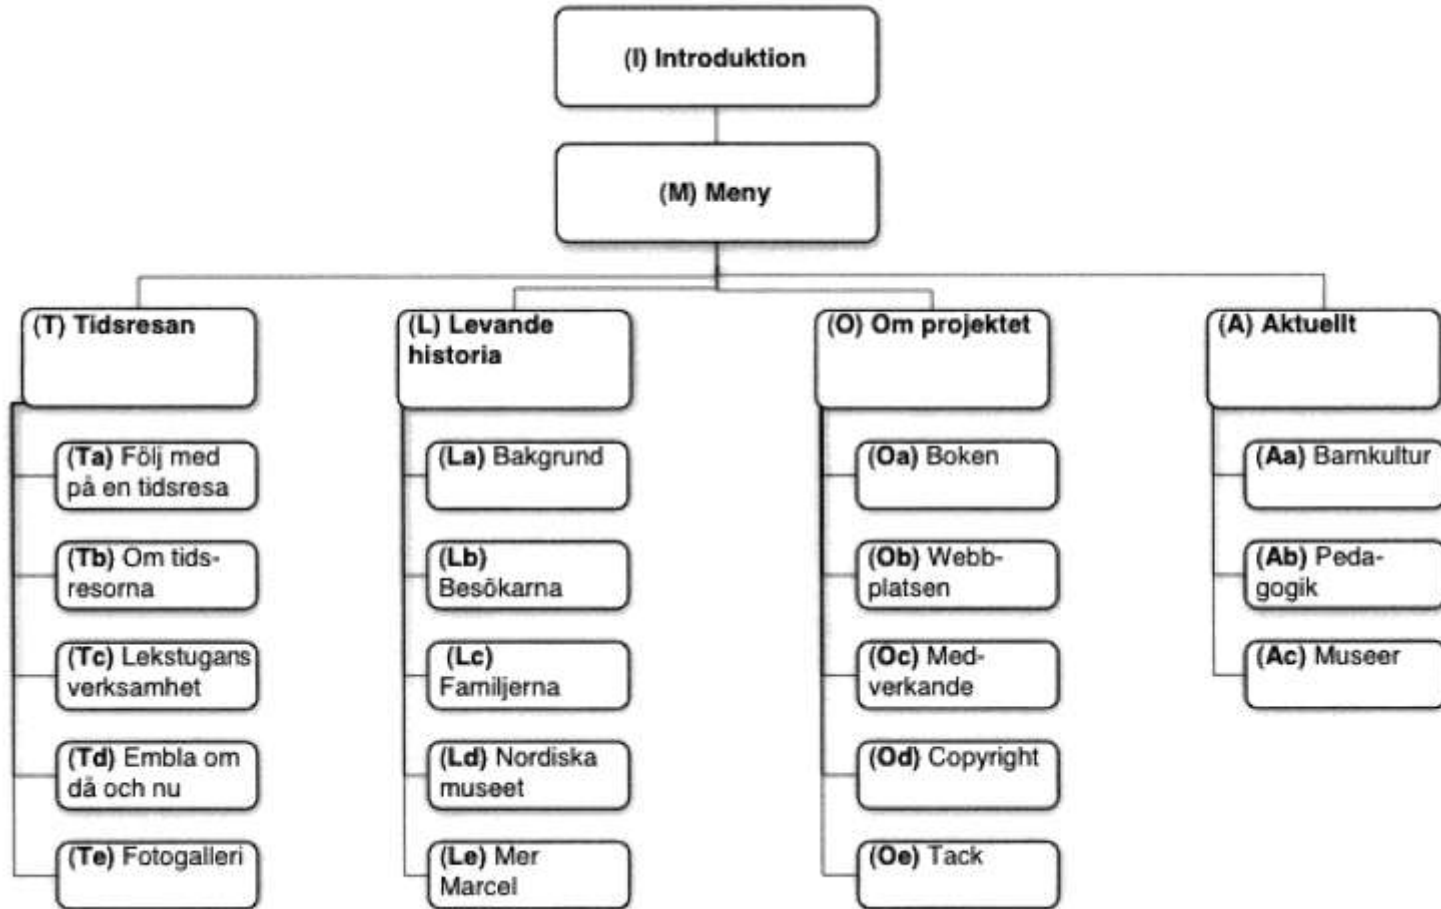 (I) Introduktion
(M) Meny
(T) Tidsresan
(Ta) Följ med
på en tidsresa
(Tb) Om tids-
resorna
(Tc) Lekstugans
verksamhet
(Td) Embla om
då och nu
(Te) Fotogalleri
(L) Levande
historia
(La) Bakgrund
(Lb)
Besökarna
(Lc)
Familjerna
(Ld) Nordiska
museet
(Le) Mer
Marcel
(O) Om projektet
(Oa) Boken
(Ob) Webb-
platsen
(Oc) Med-
verkande
(Od) Copyright
(Oe) Tack
(A) Aktuellt
(Aa) Barnkultur
(Ab) Peda-
gogik
(Ac) Museer